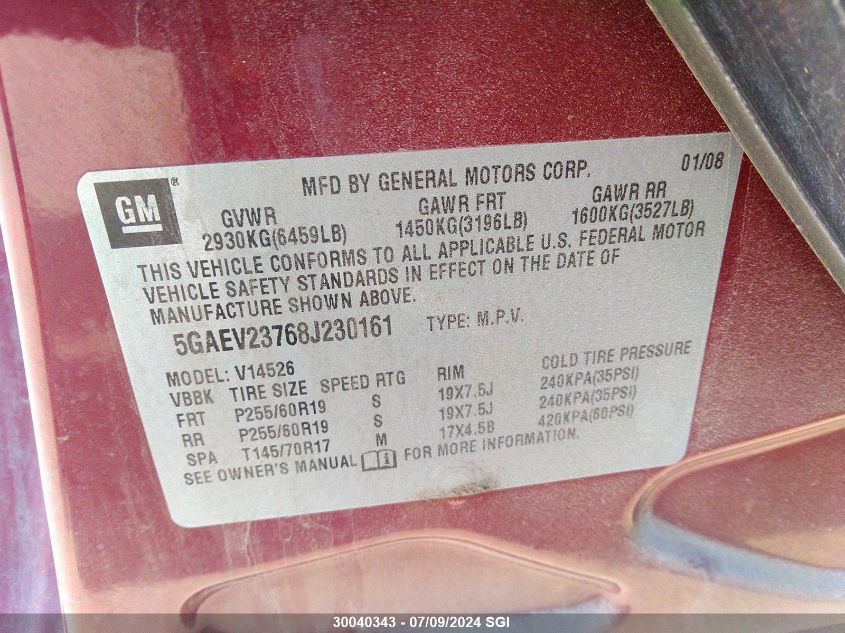 GM® MFD BY GENERAL MOTORS CORP. 01/08
GVWR GAWR FRT GAWR RR
2930KG(6459LB) 1450KG(3196LB) 1600KG(3527LB)
THIS VEHICLE CONFORMS TO ALL APPLICABLE U.S. FEDERAL MOTOR
VEHICLE SAFETY STANDARDS IN EFFECT ON THE DATE OF
MANUFACTURE SHOWN ABOVE.
5GAEV23768J230161 TYPE: M.P.V.
MODEL: V14526
VBBK TIRE SIZE SPEED RTG RIM COLD TIRE PRESSURE
FRT P255/60R19 S 19X7.5J 240KPA(35PSI)
RR P255/60R19 S 19X7.5J 240KPA(35PSI)
SPA T145/70R17 M 17X4.5B 420KPA(60PSI)
SEE OWNER'S MANUAL FOR MORE INFORMATION.
30040343 - 07/09/2024 SGI